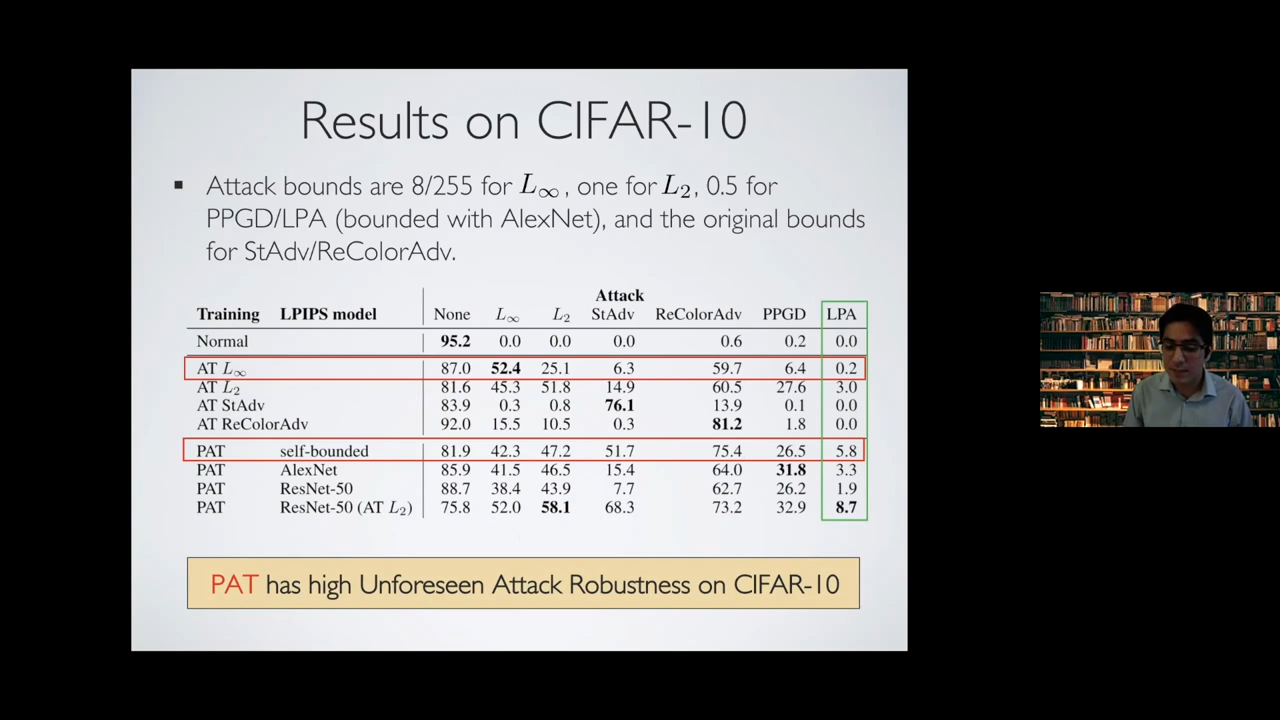 Results on CIFAR-10
▪ Attack bounds are 8/255 for L∞, one for L2, 0.5 for
PPGD/LPA (bounded with AlexNet), and the original bounds
for StAdv/ReColorAdv.
Attack
Training LPIPS model None L∞ L2 StAdv ReColorAdv PPGD LPA
Normal 95.2 0.0 0.0 0.0 0.6 0.2 0.0
AT L∞ 87.0 52.4 25.1 6.3 59.7 6.4 0.2
AT L2 81.6 45.3 51.8 14.9 60.5 27.6 3.0
AT StAdv 83.9 0.3 0.8 76.1 13.9 0.1 0.0
AT ReColorAdv 92.0 15.5 10.5 0.3 81.2 1.8 0.0
PAT self-bounded 81.9 42.3 47.2 51.7 75.4 26.5 5.8
PAT AlexNet 85.9 41.5 46.5 15.4 64.0 31.8 3.3
PAT ResNet-50 88.7 38.4 43.9 7.7 62.7 26.2 1.9
PAT ResNet-50 (AT L2) 75.8 52.0 58.1 68.3 73.2 32.9 8.7
PAT has high Unforeseen Attack Robustness on CIFAR-10